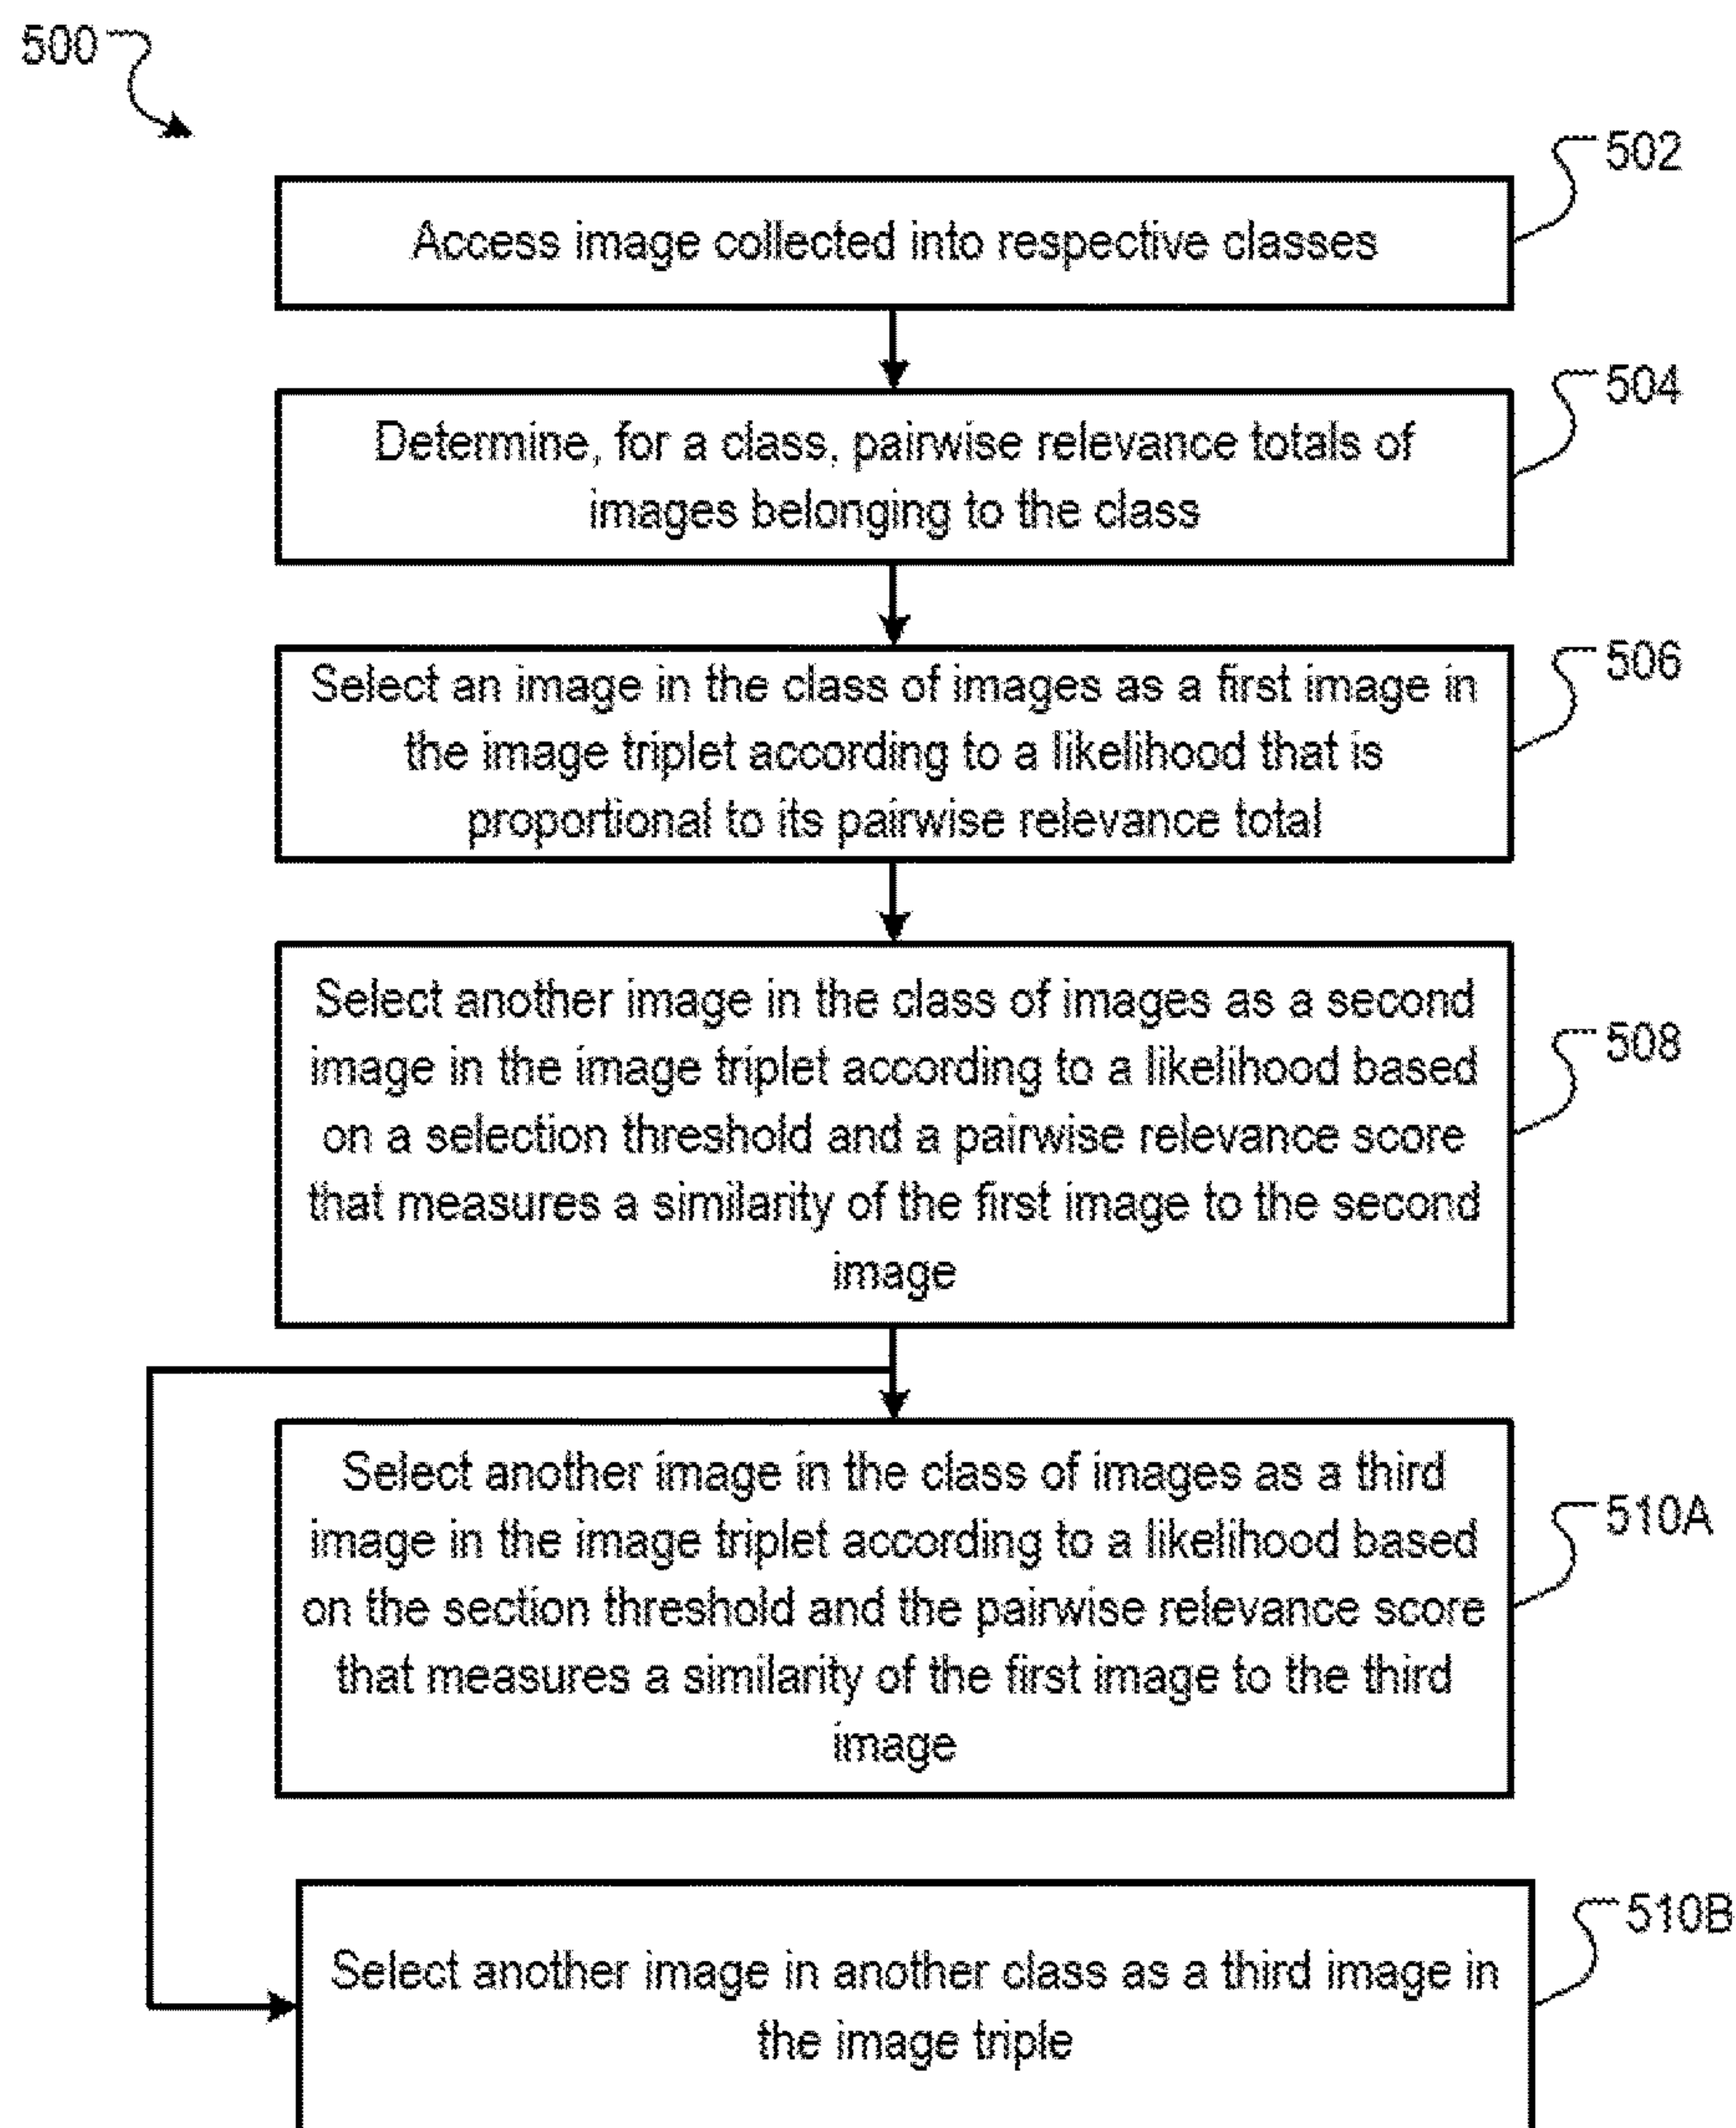 500
502
Access image collected into respective classes
504
Determine, for a class, pairwise relevance totals of
images belonging to the class
506
Select an image in the class of images as a first image in
the image triplet according to a likelihood that is
proportional to its pairwise relevance total
508
Select another image in the class of images as a second
image in the image triplet according to a likelihood based
on a selection threshold and a pairwise relevance score
that measures a similarity of the first image to the second
image
510A
Select another image in the class of images as a third
image in the image triplet according to a likelihood based
on the section threshold and the pairwise relevance score
that measures a similarity of the first image to the third
image
510B
Select another image in another class as a third image in
the image triple